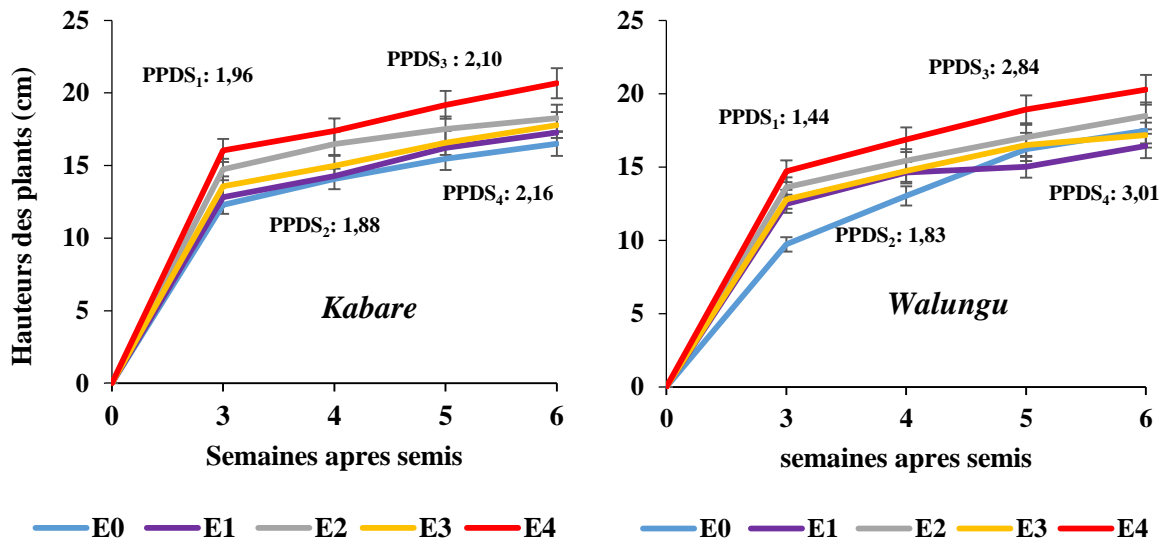 Hauteurs des plants (cm)
25
20
15
10
5
0
PPDS1: 1,96
PPDS3 : 2,10
PPDS4: 2,16
PPDS2: 1,88
Kabare
0 3 4 5 6
Semaines apres semis
E0 E1 E2 E3 E4
25
20
15
10
5
0
PPDS3: 2,84
PPDS1: 1,44
PPDS4: 3,01
PPDS2: 1,83
Walungu
0 3 4 5 6
semaines apres semis
E0 E1 E2 E3 E4